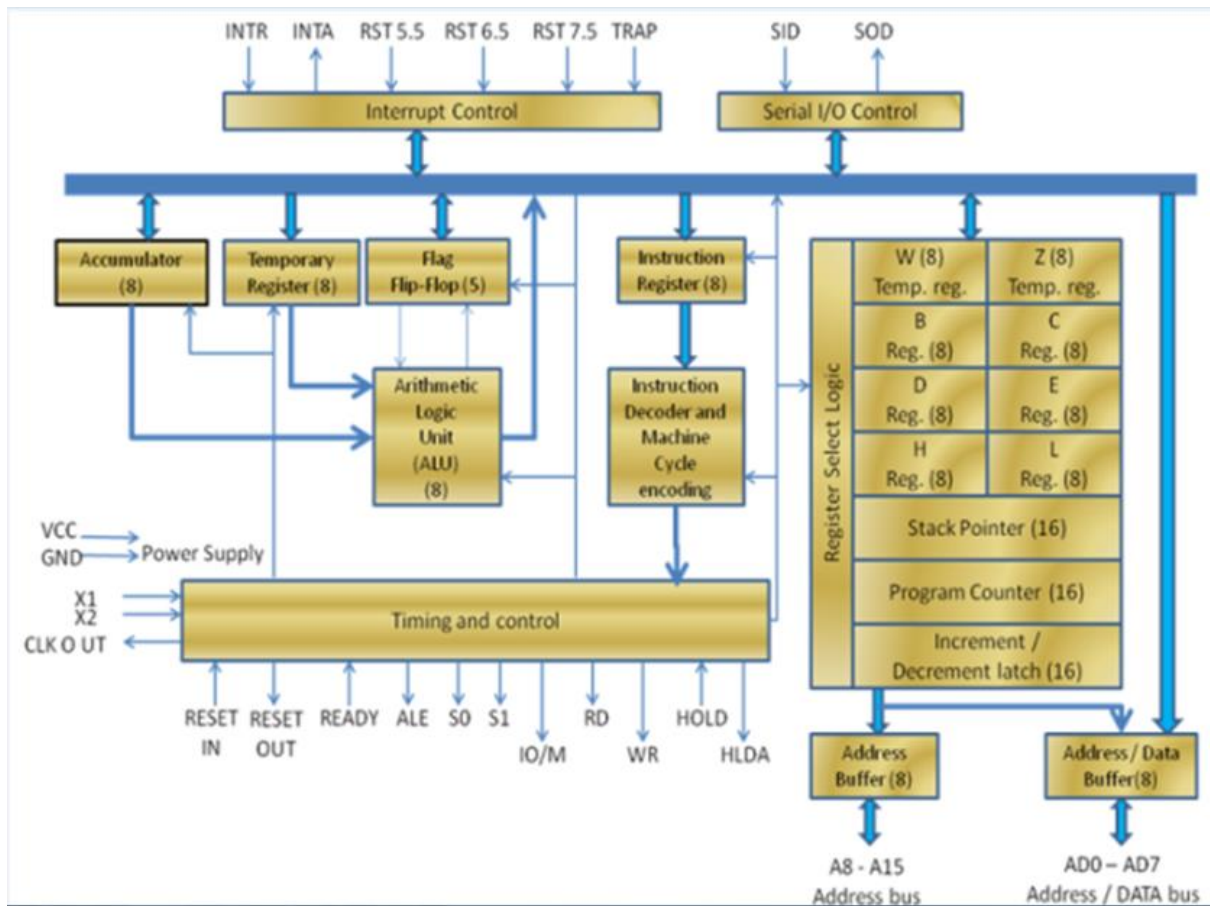 INTR INTA RST 5.5 RST 6.5 RST 7.5 TRAP SID SOD
Interrupt Control
Serial I/O Control
Accumulator
(8)
Temporary
Register (8)
Flag
Flip-Flop (5)
Instruction
Register (8)
Arithmetic
Logic
Unit
(ALU)
(8)
Instruction
Decoder and
Machine
Cycle
encoding
Register Select Logic
W (8)
Temp. reg.
Z (8)
Temp. reg.
B
Reg. (8)
C
Reg. (8)
D
Reg. (8)
E
Reg. (8)
H
Reg. (8)
L
Reg. (8)
Stack Pointer (16)
Program Counter (16)
Increment /
Decrement latch (16)
VCC
GND
Power Supply
X1
X2
CLK O UT
Timing and control
RESET
IN
RESET
OUT
READY
ALE
S0
S1
IO/M
RD
WR
HOLD
HLDA
Address
Buffer (8)
Address / Data
Buffer(8)
A8 - A15
Address bus
AD0 – AD7
Address / DATA bus